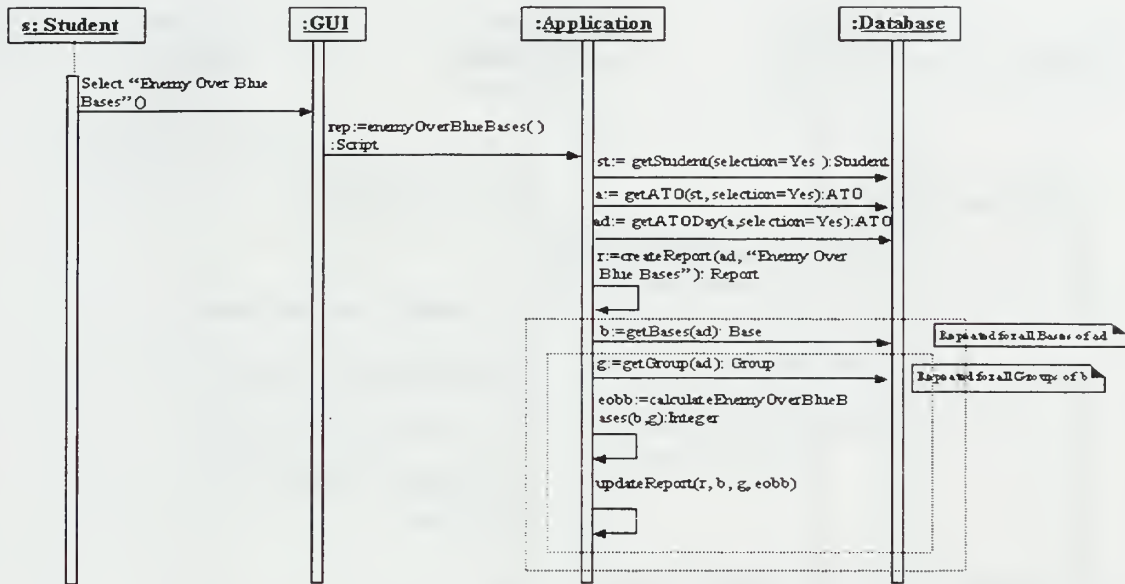 s: Student
:GUI
:Application
:Database
Select “Enemy Over Blue
Bases” ()
rep:=enemyOverBlueBases( )
:Script
st:= getStudent(selection=Yes ):Student
a:= getATO(st, selection=Yes):ATO
ad:= getATODay(a,selection=Yes):ATO
r:=createReport(ad, “Enemy Over
Blue Bases”): Report
b:=getBases(ad): Base
Repeated for all Bases of ad
g:=getGroup(ad): Group
Repeated for all Groups of b
eobb:=calculateEnemyOverBlueB
ases(b,g):Integer
updateReport(r, b, g, eobb)